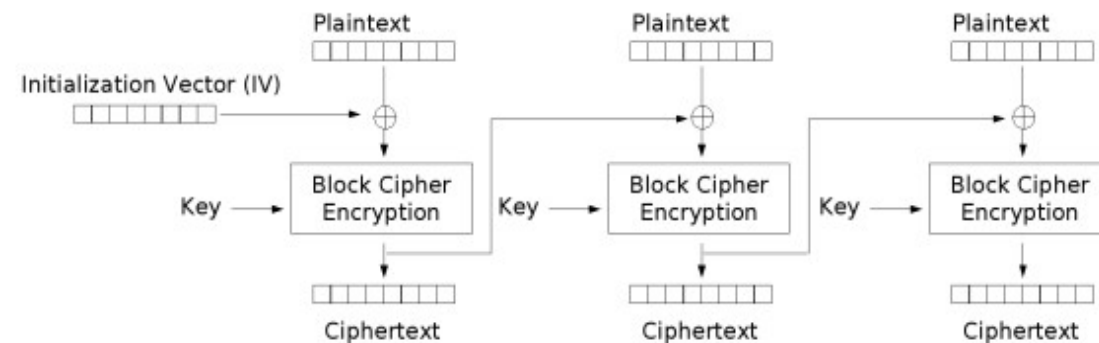 Plaintext
Plaintext
Plaintext
Initialization Vector (IV)
Block Cipher
Encryption
Block Cipher
Encryption
Block Cipher
Encryption
Key
Key
Key
Ciphertext
Ciphertext
Ciphertext